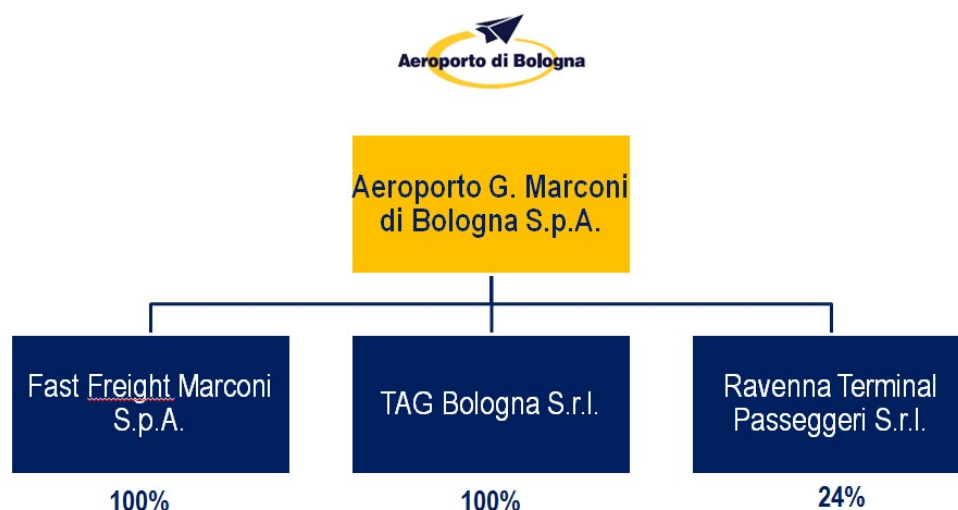 Aeroporto di Bologna
Aeroporto G. Marconi
di Bologna S.p.A.
Fast Freight Marconi
S.p.A.
TAG Bologna S.r.l.
Ravenna Terminal
Passeggeri S.r.l.
100%
100%
24%